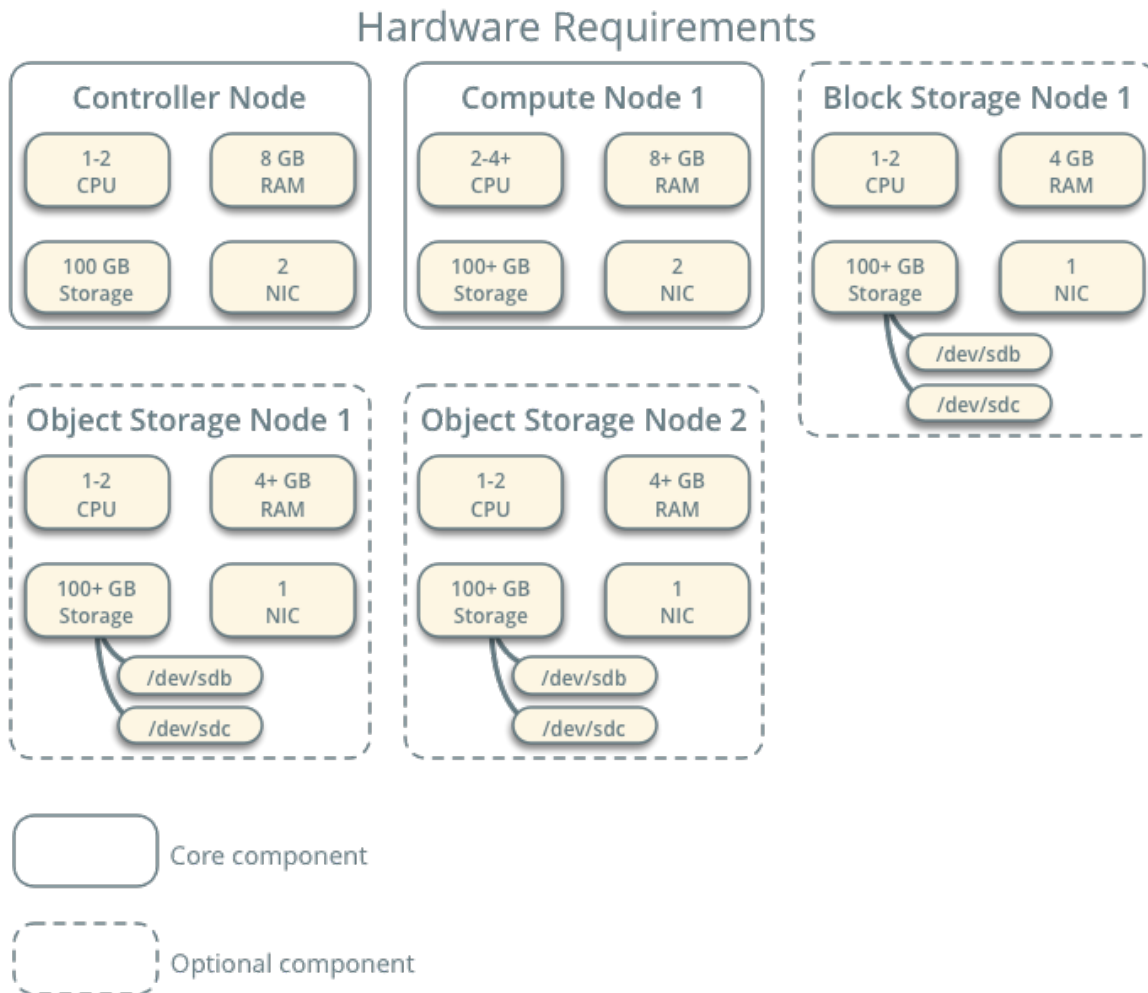 Hardware Requirements
Controller Node
1-2
CPU
8 GB
RAM
100 GB
Storage
2
NIC
Compute Node 1
2-4+
CPU
8+ GB
RAM
100+ GB
Storage
2
NIC
Block Storage Node 1
1-2
CPU
4 GB
RAM
100+ GB
Storage
1
NIC
/dev/sdb
/dev/sdc
Object Storage Node 1
1-2
CPU
4+ GB
RAM
100+ GB
Storage
1
NIC
/dev/sdb
/dev/sdc
Object Storage Node 2
1-2
CPU
4+ GB
RAM
100+ GB
Storage
1
NIC
/dev/sdb
/dev/sdc
Core component
Optional component